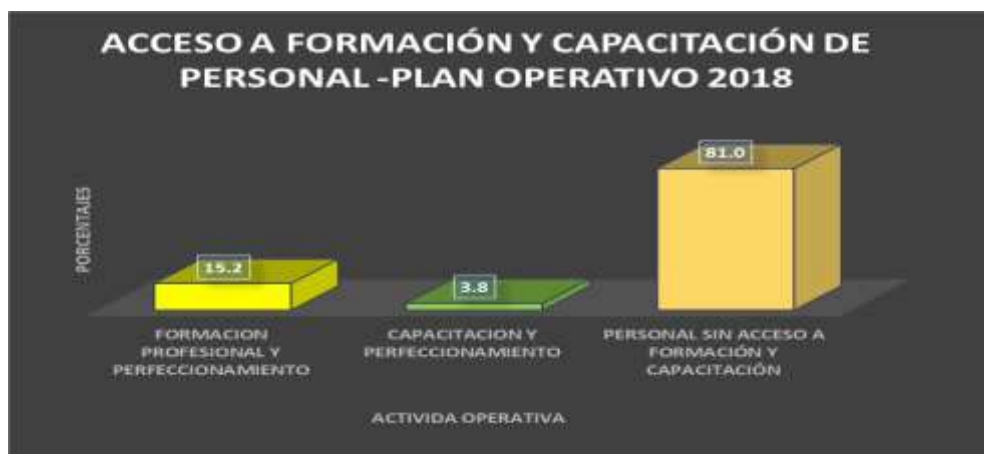 ACCESO A FORMACIÓN Y CAPACITACIÓN DE
PERSONAL -PLAN OPERATIVO 2018
PORCENTAJES
15.2
3.8
81.0
FORMACION
PROFESIONAL Y
PERFECCIONAMIENTO
CAPACITACION Y
PERFECCIONAMIENTO
PERSONAL SIN ACCESO A
FORMACIÓN Y
CAPACITACIÓN
ACTIVIDA OPERATIVA